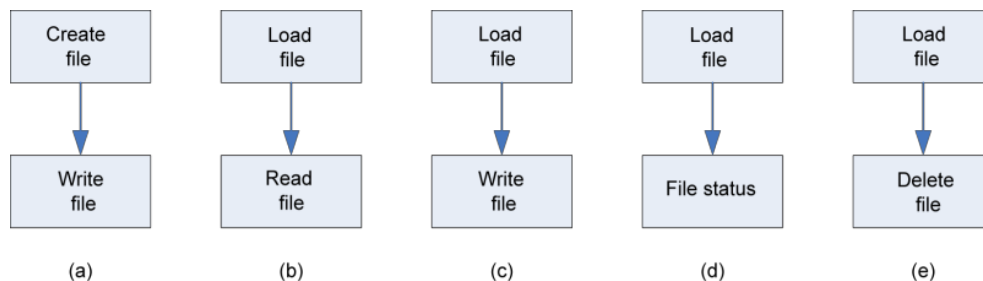 Create
file
Load
file
Load
file
Load
file
Load
file
Write
file
Read
file
Write
file
File status
Delete
file
(a)
(b)
(c)
(d)
(e)